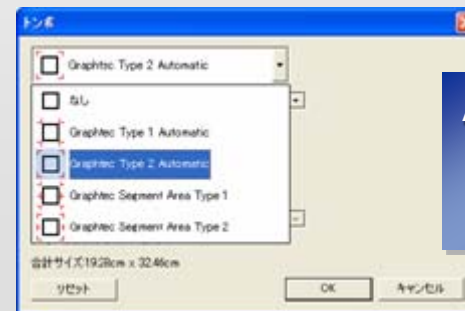 トンボ
Graphtec Type 2 Automatic
なし
Graphtec Type 1 Automatic
Graphtec Type 2 Automatic
Graphtec Segment Area Type 1
Graphtec Segment Area Type 2
合計サイズ:19.28cm x 32.46cm
リセット
OK
キャンセル